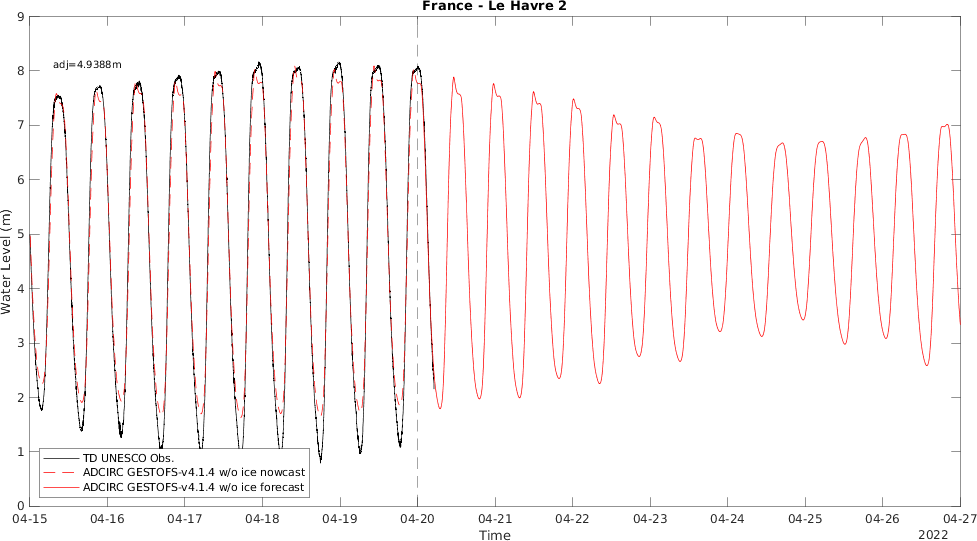 France - Le Havre 2
9
8
7
6
5
4
3
2
1
0
adj=4.9388m
Water Level (m)
TD UNESCO Obs.
ADCIRC GESTOFS-v4.1.4 w/o ice nowcast
ADCIRC GESTOFS-v4.1.4 w/o ice forecast
04-15 04-16 04-17 04-18 04-19 04-20 04-21 04-22 04-23 04-24 04-25 04-26 04-27
Time
2022